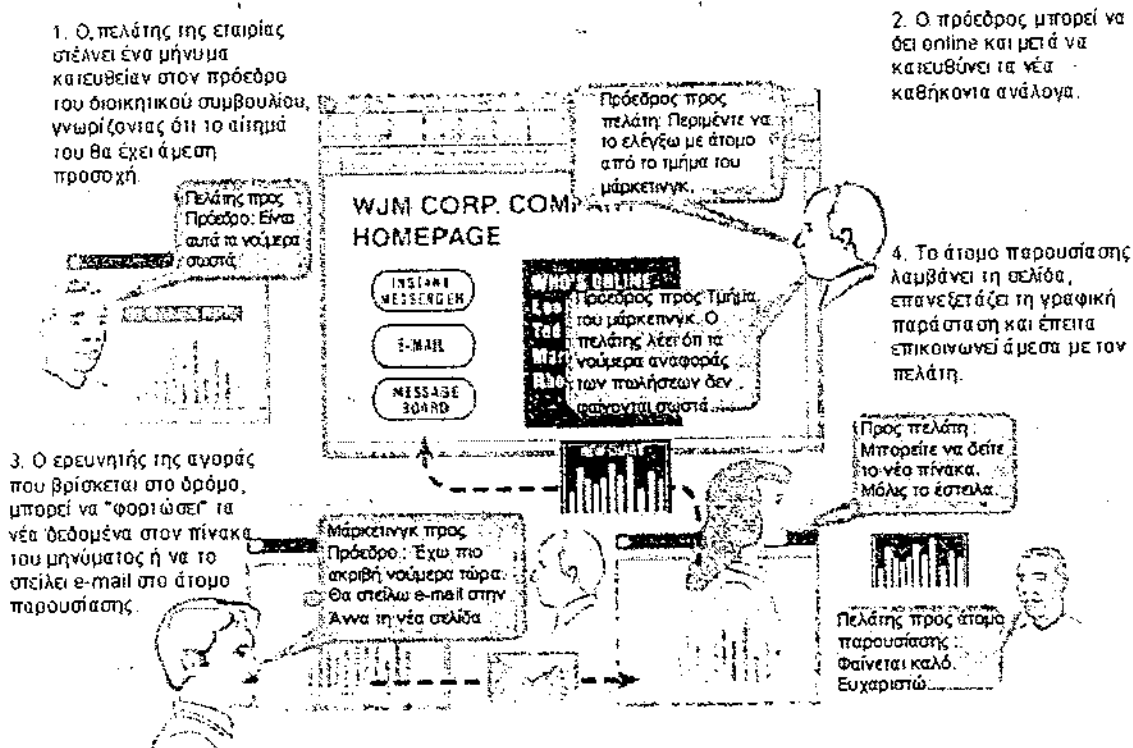 1. Ο πελάτης της εταιρίας
στέλνει ένα μήνυμα
κατευθείαν στον πρόεδρο
του διοικητικού συμβουλίου,
γνωρίζοντας ότι το αίτημά
του θα έχει άμεση
προσοχή.
Πελάτης προς
Πρόεδρο: Είναι
αυτά τα νούμερα
σωστά
2. Ο πρόεδρος μπορεί να
δει online και μετά να
κατευθύνει τα νέα
καθήκοντα ανάλογα.
Πρόεδρος προς
πελάτη: Περιμέντε να
το ελέγξω με άτομο
από το τμήμα του
μάρκετινγκ.
WJM CORP. COM
HOMEPAGE
INSTANT
MESSENGER
E-MAIL
MESSAGE
BOARD
WHO'S ONLINE
Πρόεδρος προς Τμήμα
του μάρκετινγκ. Ο
πελάτης λέει ότι τα
νούμερα αναφοράς
των πωλήσεων δεν
φαίνονται σωστά.
3. Ο ερευνητής της αγοράς
που βρίσκεται στο δρόμο,
μπορεί να "φορτώσει" τα
νέα δεδομένα στον πίνακα
του μηνύματος ή να το
στείλει e-mail στο άτομο
παρουσίασης.
Μάρκετινγκ προς
Πρόεδρο: Έχω πιο
ακριβή νούμερα τώρα.
Θα στείλω e-mail στην
Άννα τη νέα σελίδα
4. Το άτομο παρουσίασης
λαμβάνει τη σελίδα,
επανεξετάζει τη γραφική
παράσταση και έπειτα
επικοινωνεί άμεσα με τον
πελάτη.
Προς πελάτη :
Μπορείτε να δείτε
το νέο πίνακα.
Μόλις το έστειλα.
Πελάτης προς άτομο
παρουσίασης :
Φαίνεται καλό.
Ευχαριστώ.